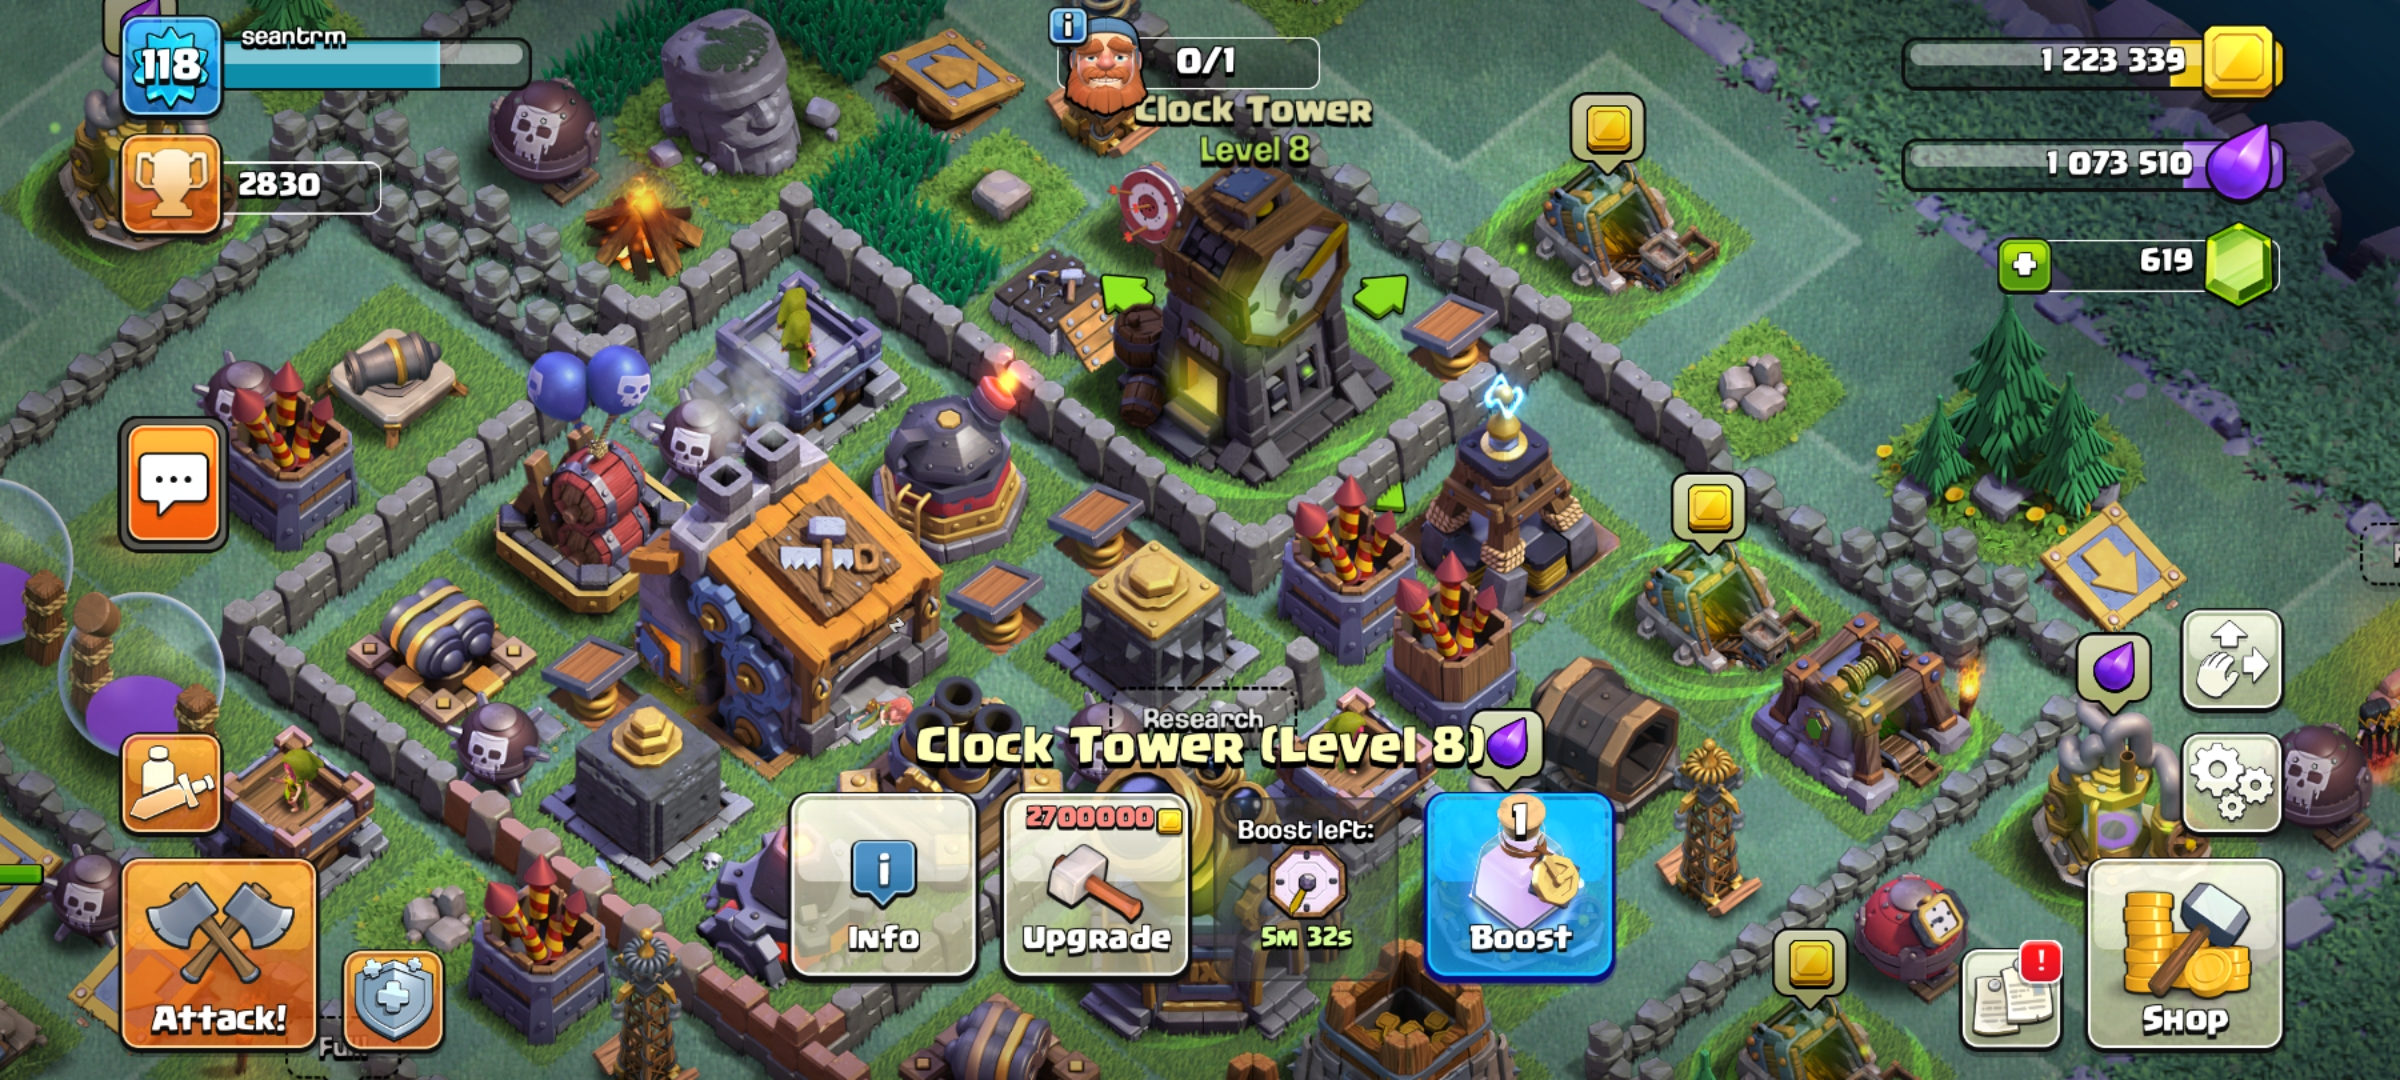 118
seantrm
0/1
1 223 339
Clock Tower
Level 8
1 073 510
2830
619
VIII
Research
Clock Tower (Level 8)
2700000
Boost left:
1
Info
Upgrade
5m 32s
Boost
Attack!
!
Shop